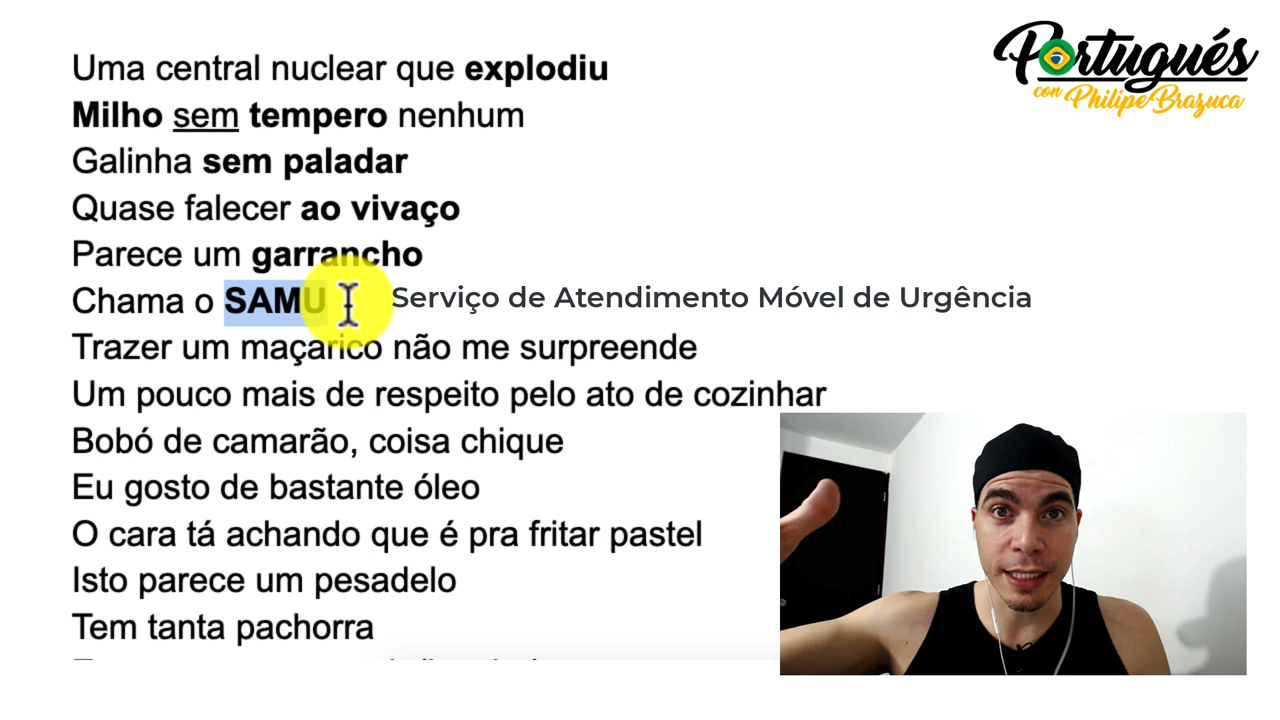 Portugués
con PhilipeBrazuca
Uma central nuclear que explodiu
Milho sem tempero nenhum
Galinha sem paladar
Quase falecer ao vivaço
Parece um garrancho
Chama o SAMU Serviço de Atendimento Móvel de Urgência
Trazer um maçarico não me surpreende
Um pouco mais de respeito pelo ato de cozinhar
Bobó de camarão, coisa chique
Eu gosto de bastante óleo
O cara tá achando que é pra fritar pastel
Isto parece um pesadelo
Tem tanta pachorra